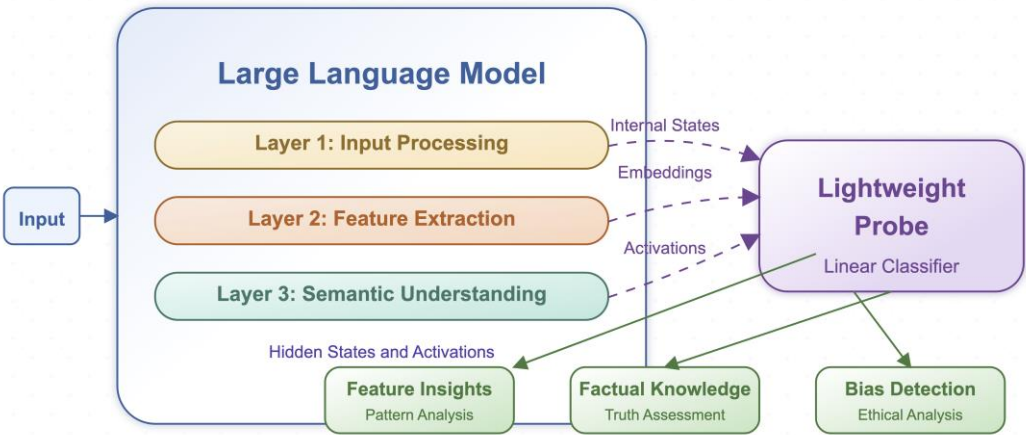 Large Language Model
Layer 1: Input Processing
Internal States
Embeddings
Layer 2: Feature Extraction
Input
Activations
Layer 3: Semantic Understanding
Lightweight
Probe
Linear Classifier
Hidden States and Activations
Feature Insights
Pattern Analysis
Factual Knowledge
Truth Assessment
Bias Detection
Ethical Analysis